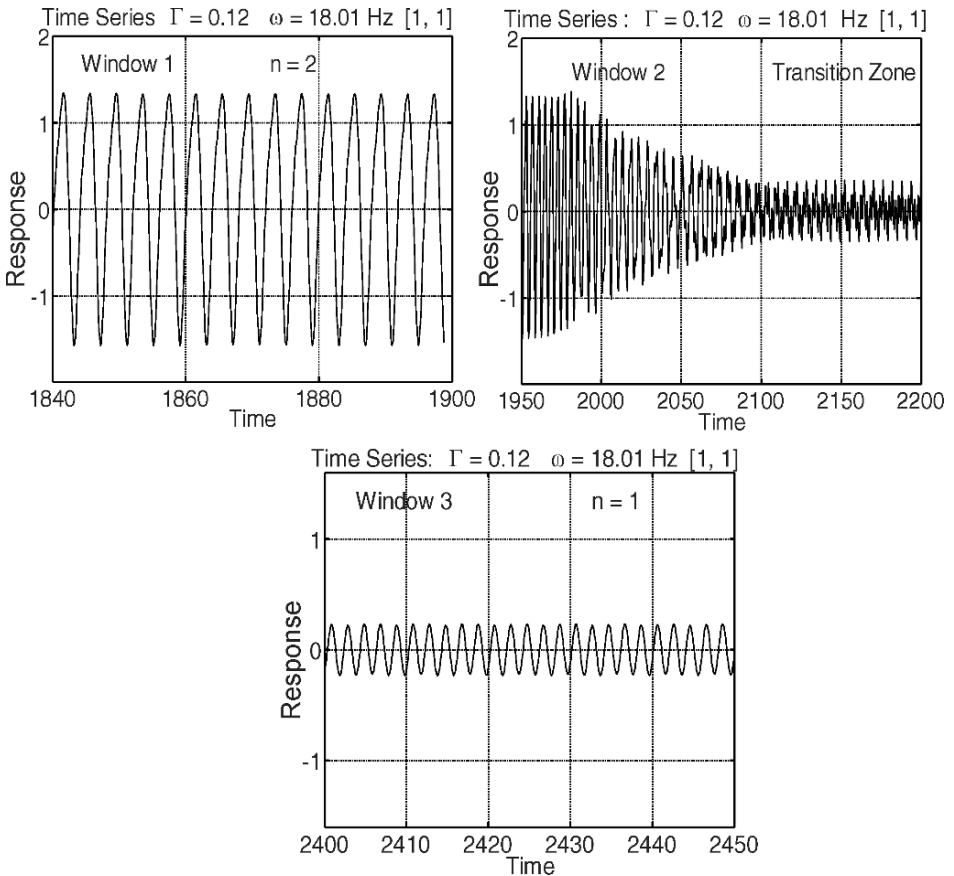 Time Series Γ = 0.12 ω = 18.01 Hz [1, 1]
2
1
0
-1
Response
Window 1 n = 2
1840 1860 1880 1900
Time
Time Series : Γ = 0.12 ω = 18.01 Hz [1, 1]
2
1
0
-1
Response
Window 2 Transition Zone
1950 2000 2050 2100 2150 2200
Time
Time Series: Γ = 0.12 ω = 18.01 Hz [1, 1]
1
0
-1
Response
Window 3 n = 1
2400 2410 2420 2430 2440 2450
Time